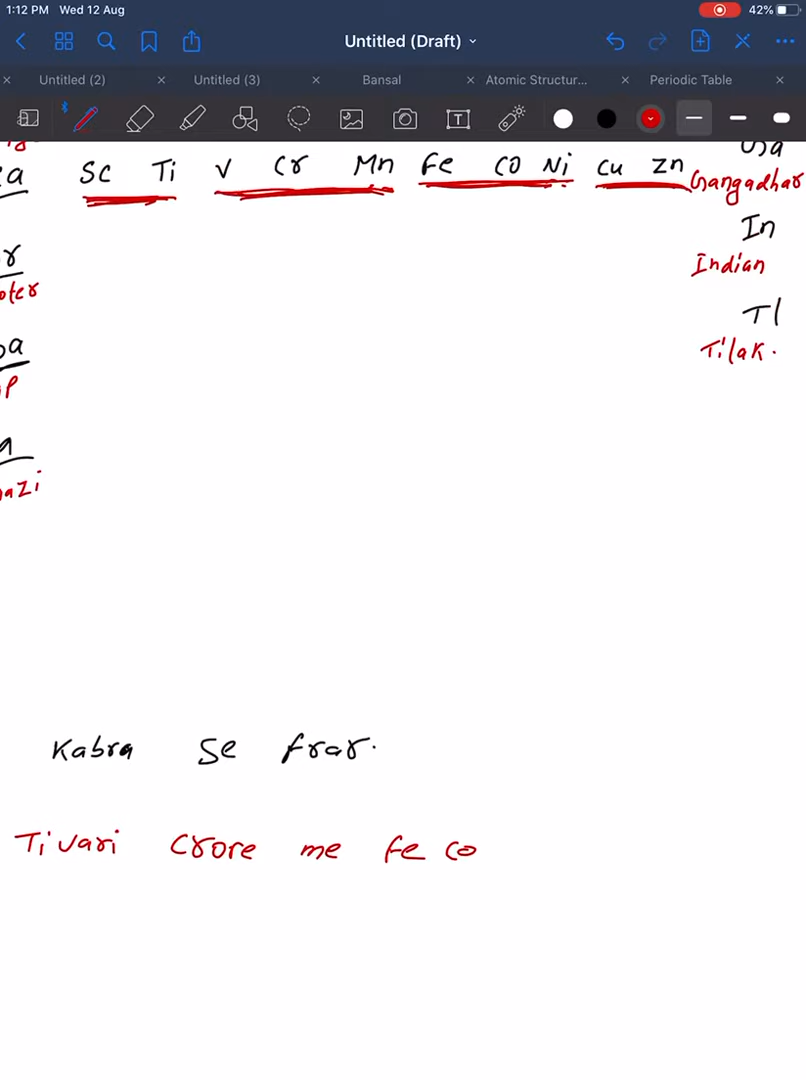 1:12 PM Wed 12 Aug 42%
Untitled (Draft)
Untitled (2) Untitled (3) Bansal Atomic Structur... Periodic Table
T
Sc Ti V Cr Mn Fe CO Ni Cu Zn
Gangadhar
In
Indian
Tl
Tilak.
Kabra Se frar.
Tivari Crore me Fe Co